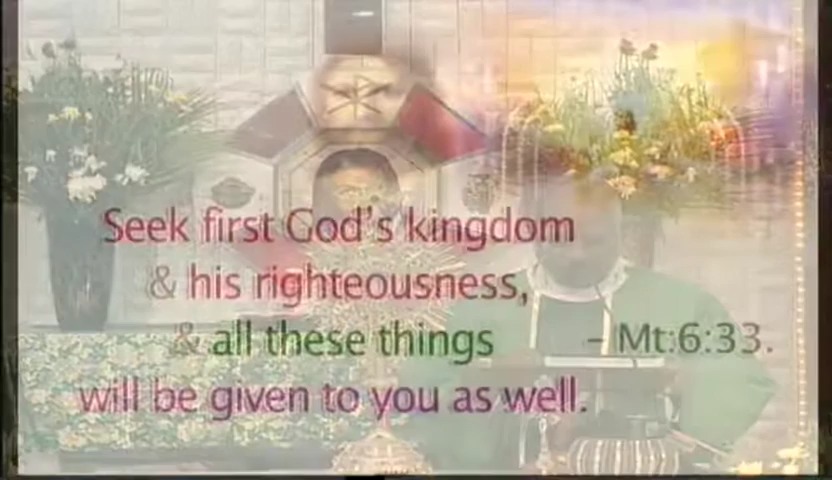 Seek first God's kingdom
& his righteousness,
& all these things
– Mt:6:33.
will be given to you as well.